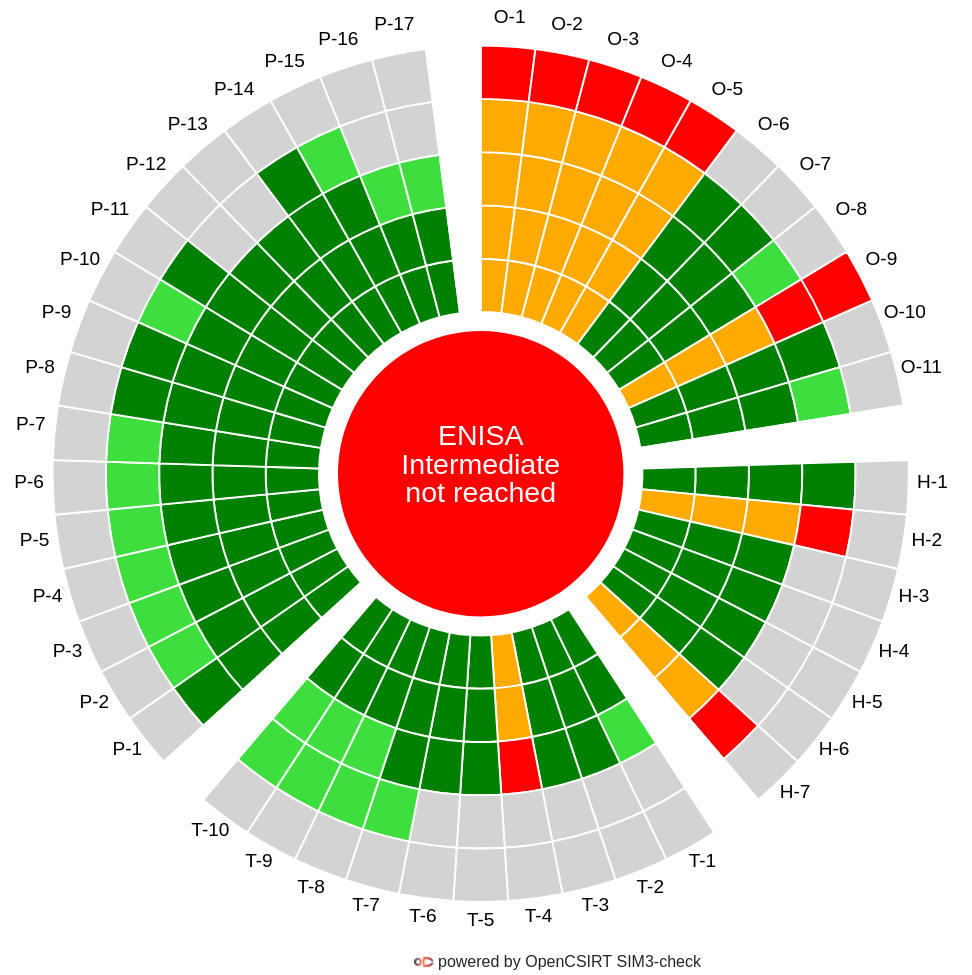 O-1
O-2
O-3
O-4
O-5
O-6
O-7
O-8
O-9
O-10
O-11
H-1
H-2
H-3
H-4
H-5
H-6
H-7
T-1
T-2
T-3
T-4
T-5
T-6
T-7
T-8
T-9
T-10
P-1
P-2
P-3
P-4
P-5
P-6
P-7
P-8
P-9
P-10
P-11
P-12
P-13
P-14
P-15
P-16
P-17
ENISA
Intermediate
not reached
powered by OpenCSIRT SIM3-check